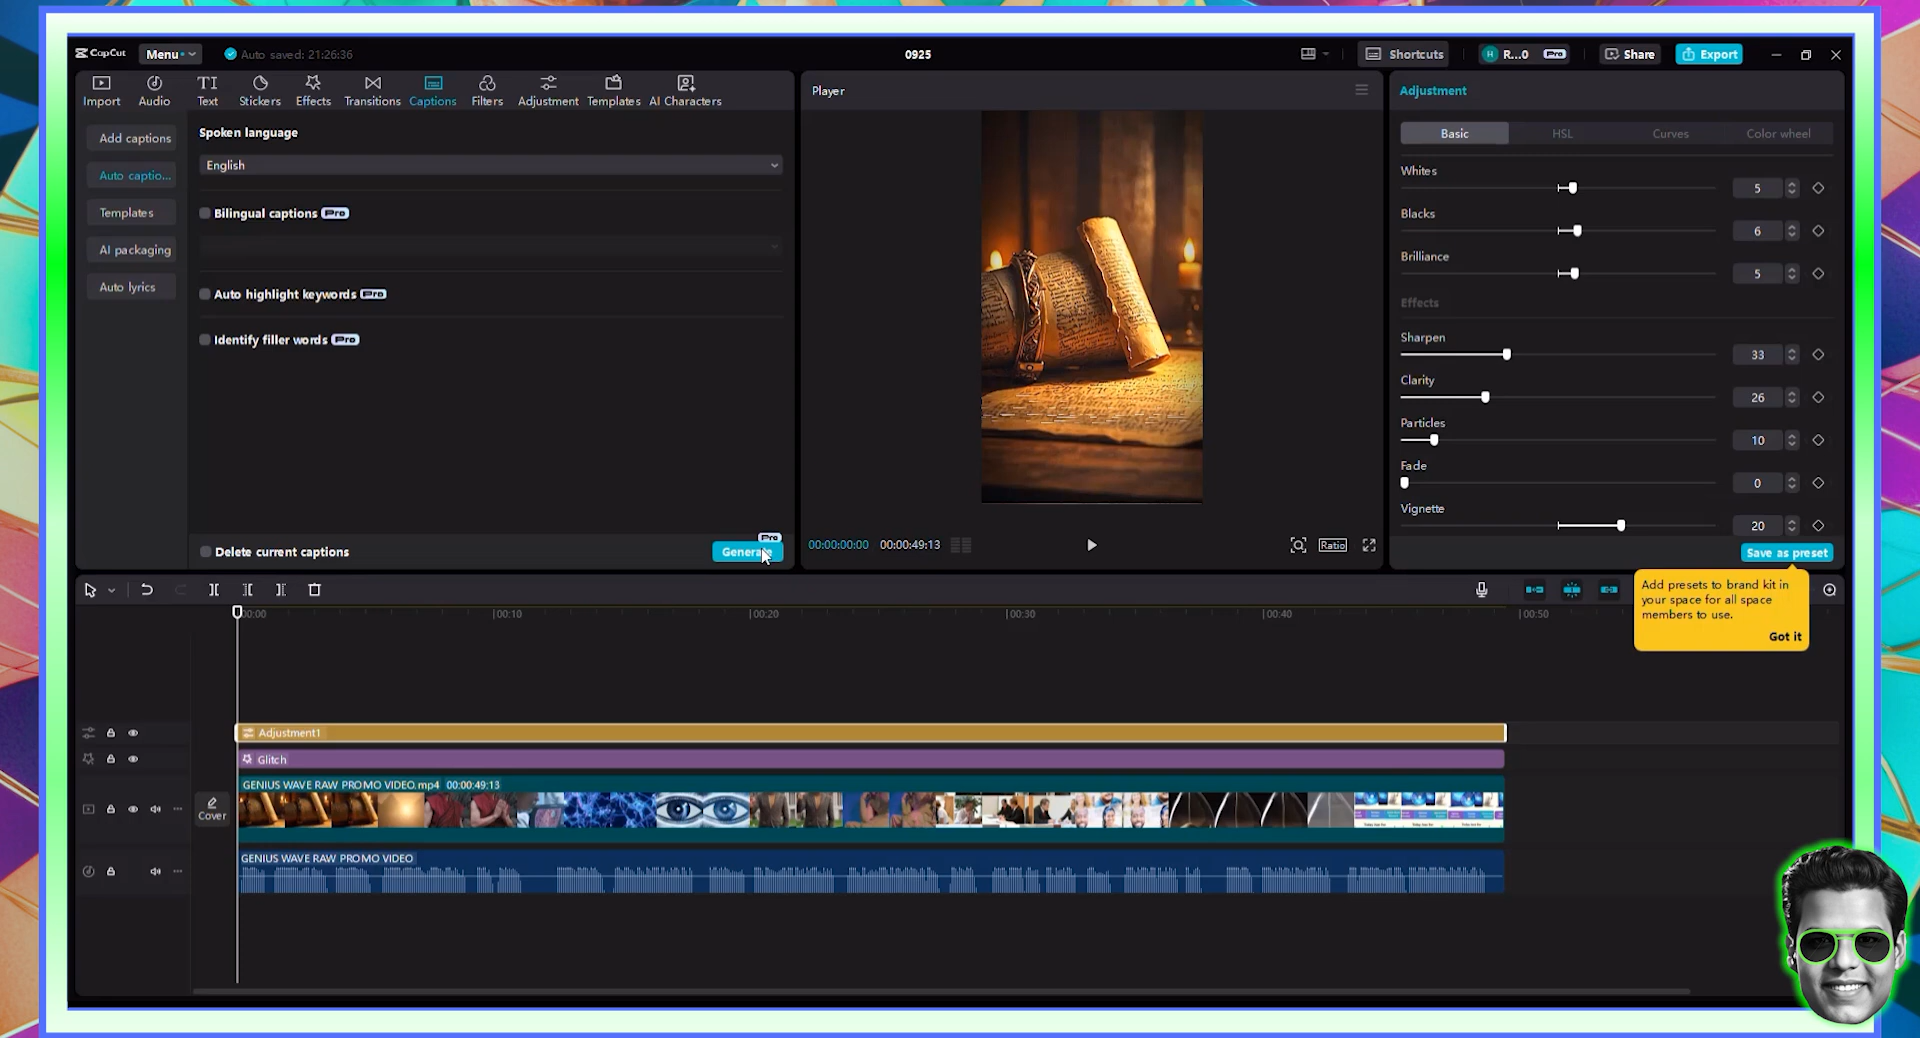 CapCut
Menu
Auto saved: 21:26:36
0925
Shortcuts
R...0
Pro
Share
Export
Import
Audio
Text
Stickers
Effects
Transitions
Captions
Filters
Adjustment
Templates
AI Characters
Add captions
Auto captio...
Templates
AI packaging
Auto lyrics
Spoken language
English
Bilingual captions Pro
Auto highlight keywords Pro
Identify filler words Pro
Delete current captions
Pro
Generate
Player
00:00:00:00 00:00:49:13
Ratio
Adjustment
Basic
HSL
Curves
Color wheel
Whites
5
Blacks
6
Brilliance
5
Effects
Sharpen
33
Clarity
26
Particles
10
Fade
0
Vignette
20
Save as preset
Add presets to brand kit in
your space for all space
members to use.
Got it
00:00
00:10
00:20
00:30
00:40
00:50
Adjustment1
Glitch
GENIUS WAVE RAW PROMO VIDEO.mp4 00:00:49:13
Cover
GENIUS WAVE RAW PROMO VIDEO